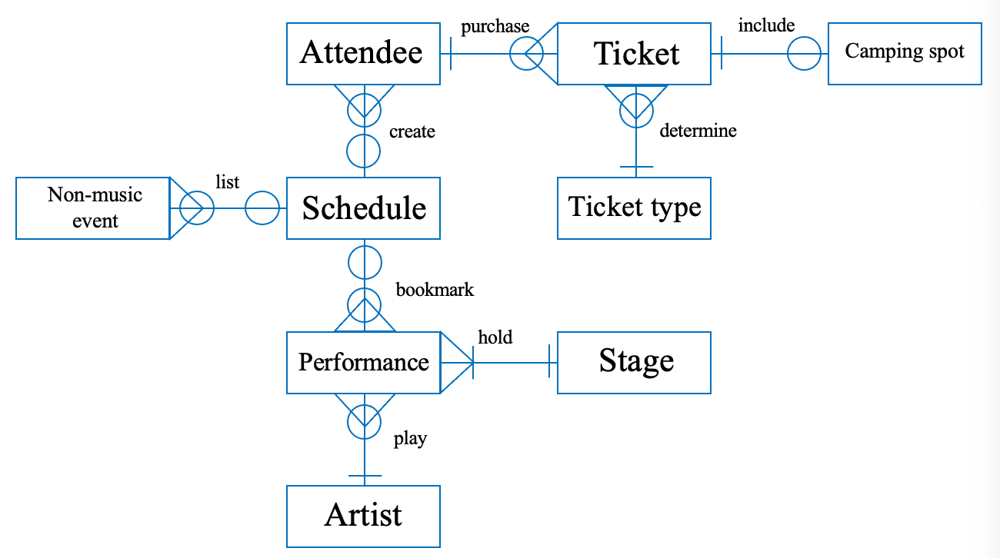 purchase
include
Attendee
Ticket
Camping spot
create
determine
list
Non-music
event
Schedule
Ticket type
bookmark
hold
Performance
Stage
play
Artist